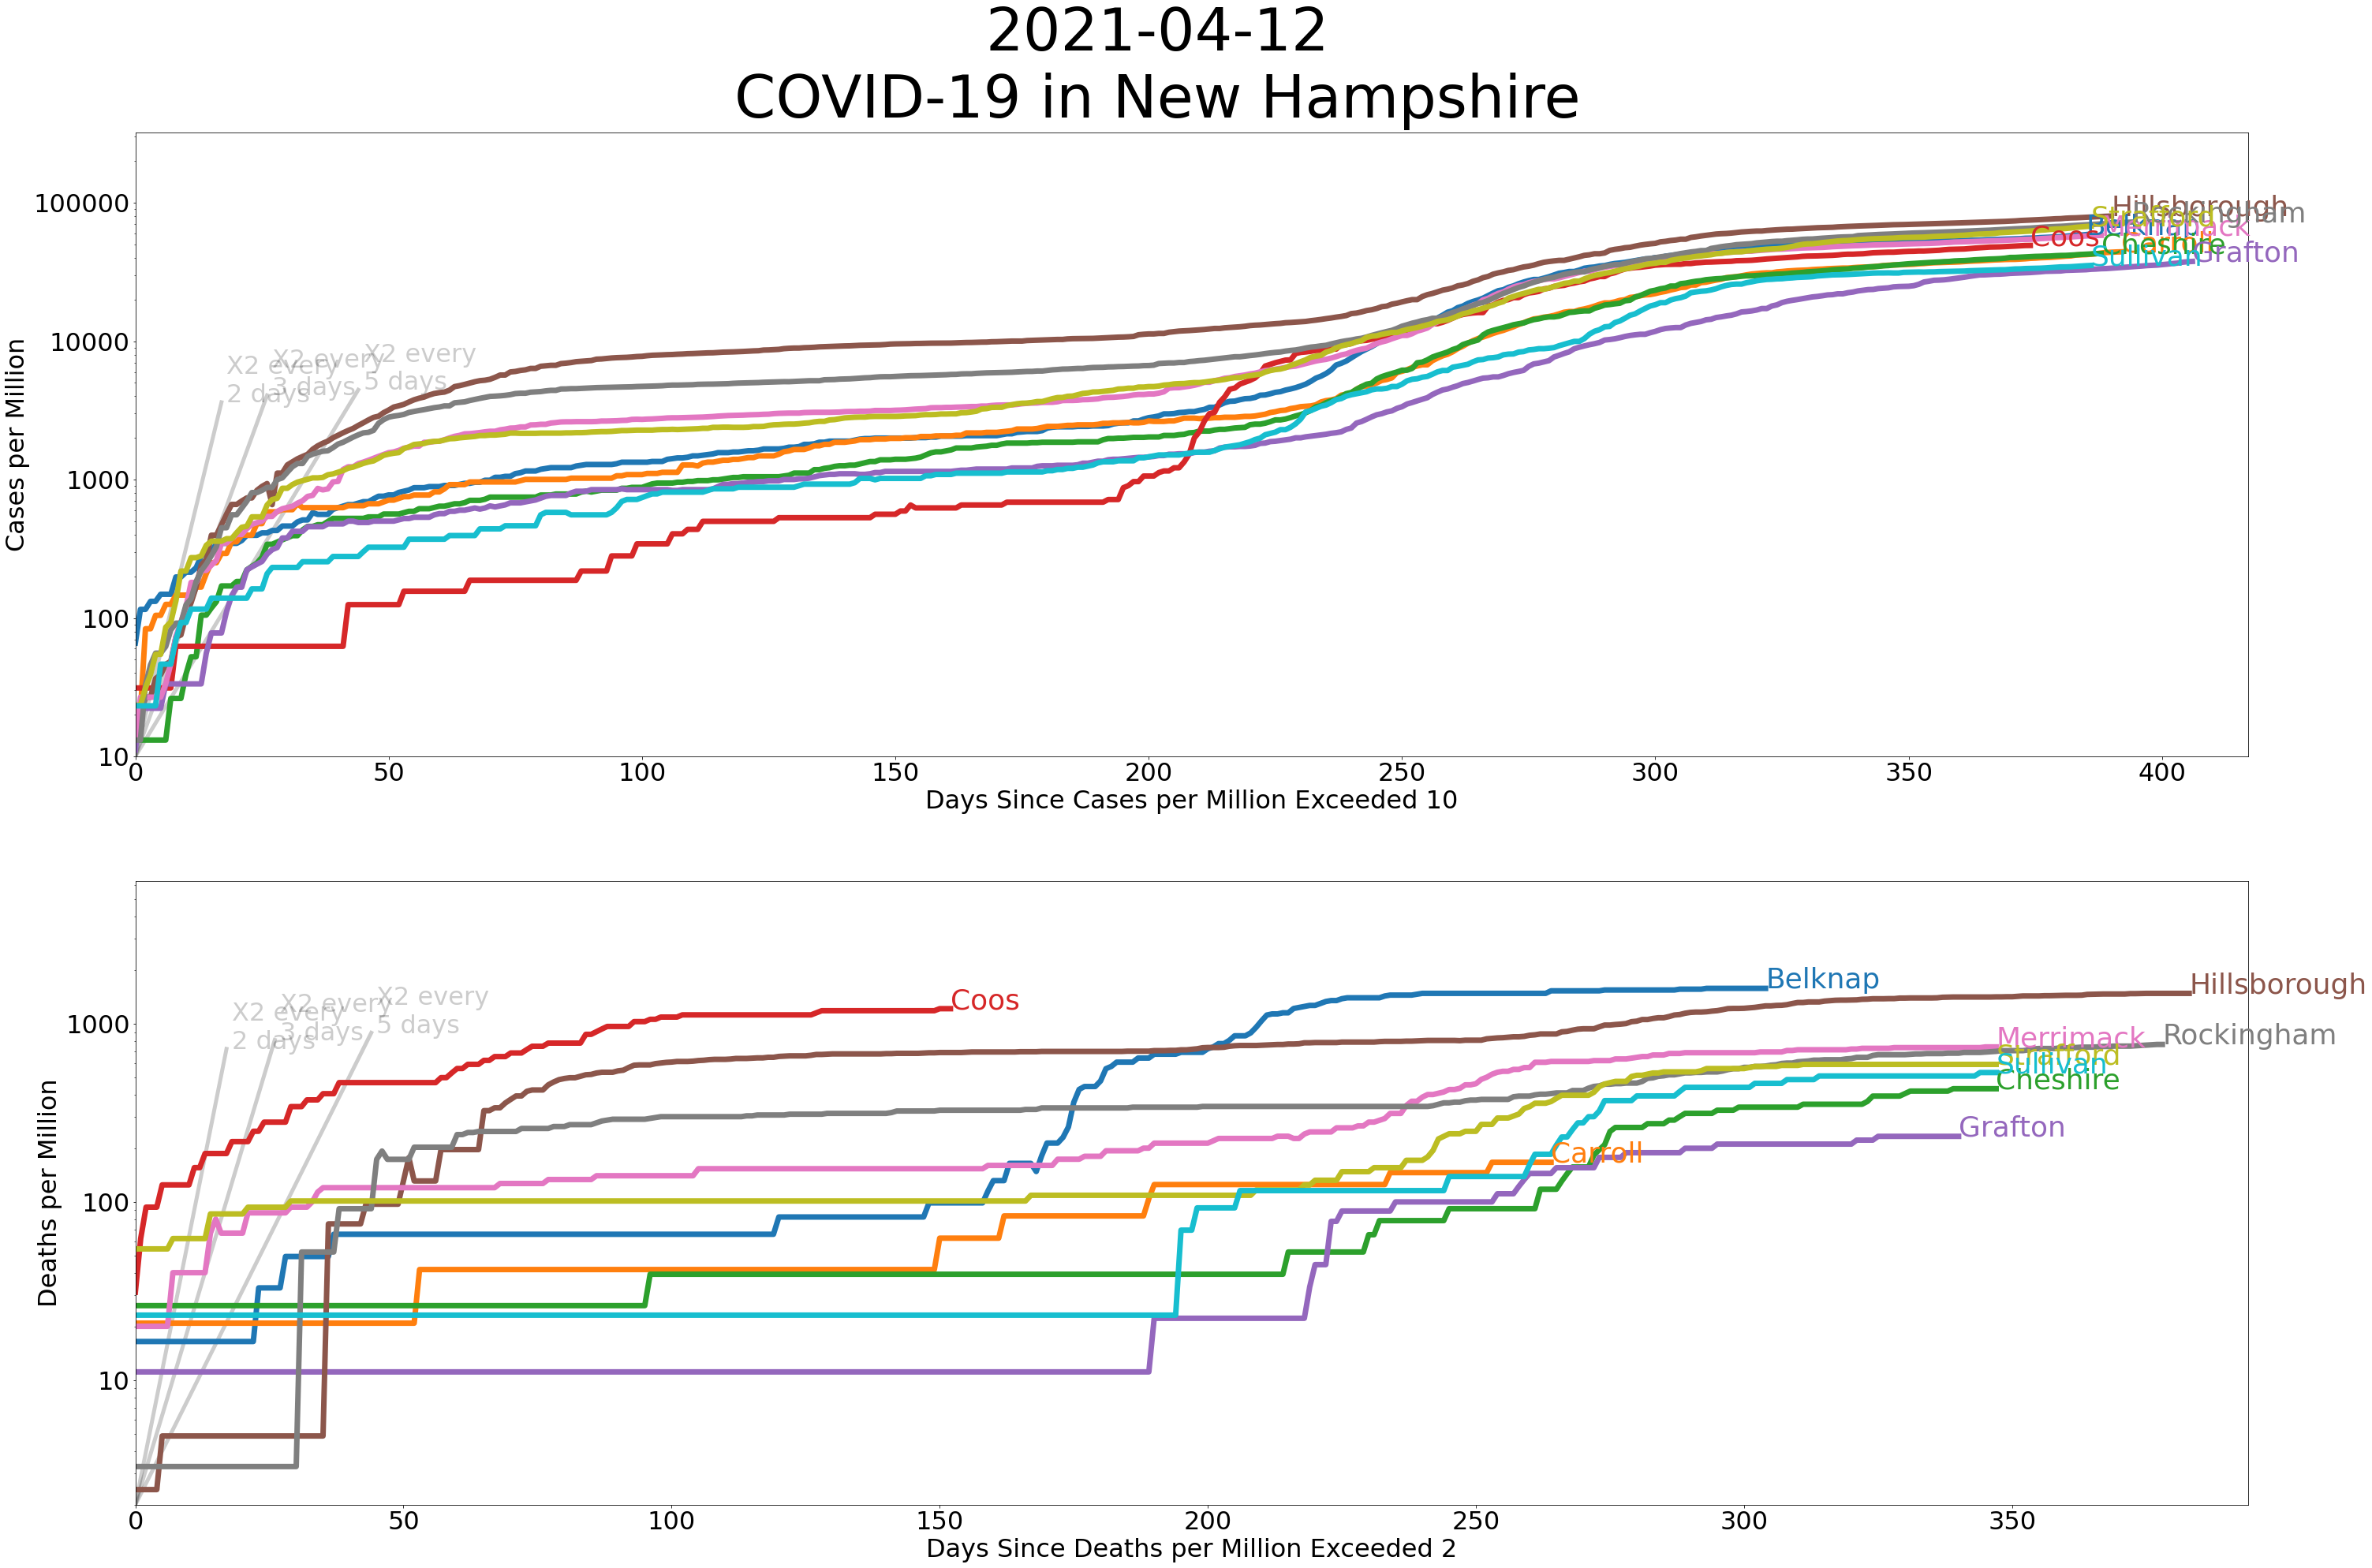 2021-04-12
COVID-19 in New Hampshire
Cases per Million
100000
10000
1000
100
10
X2 every
2 days
X2 every
3 days
X2 every
5 days
Hillsborough
Rockingham
Strafford
Belknap
Merrimack
Coos
Carroll
Cheshire
Grafton
Sullivan
0
50
100
150
200
250
300
350
400
Days Since Cases per Million Exceeded 10
Deaths per Million
1000
100
10
X2 every
2 days
X2 every
3 days
X2 every
5 days
Coos
Belknap
Hillsborough
Merrimack
Rockingham
Strafford
Sullivan
Cheshire
Grafton
Carroll
0
50
100
150
200
250
300
350
Days Since Deaths per Million Exceeded 2